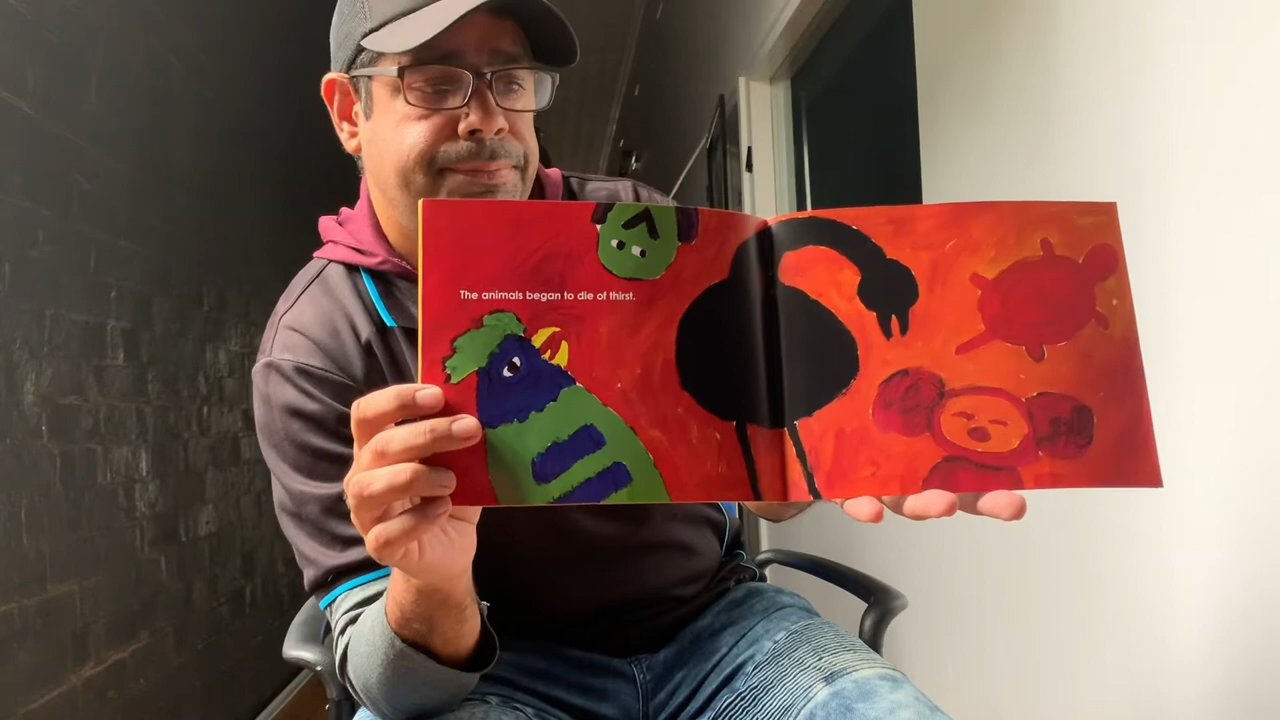 The animals began to die of thirst.